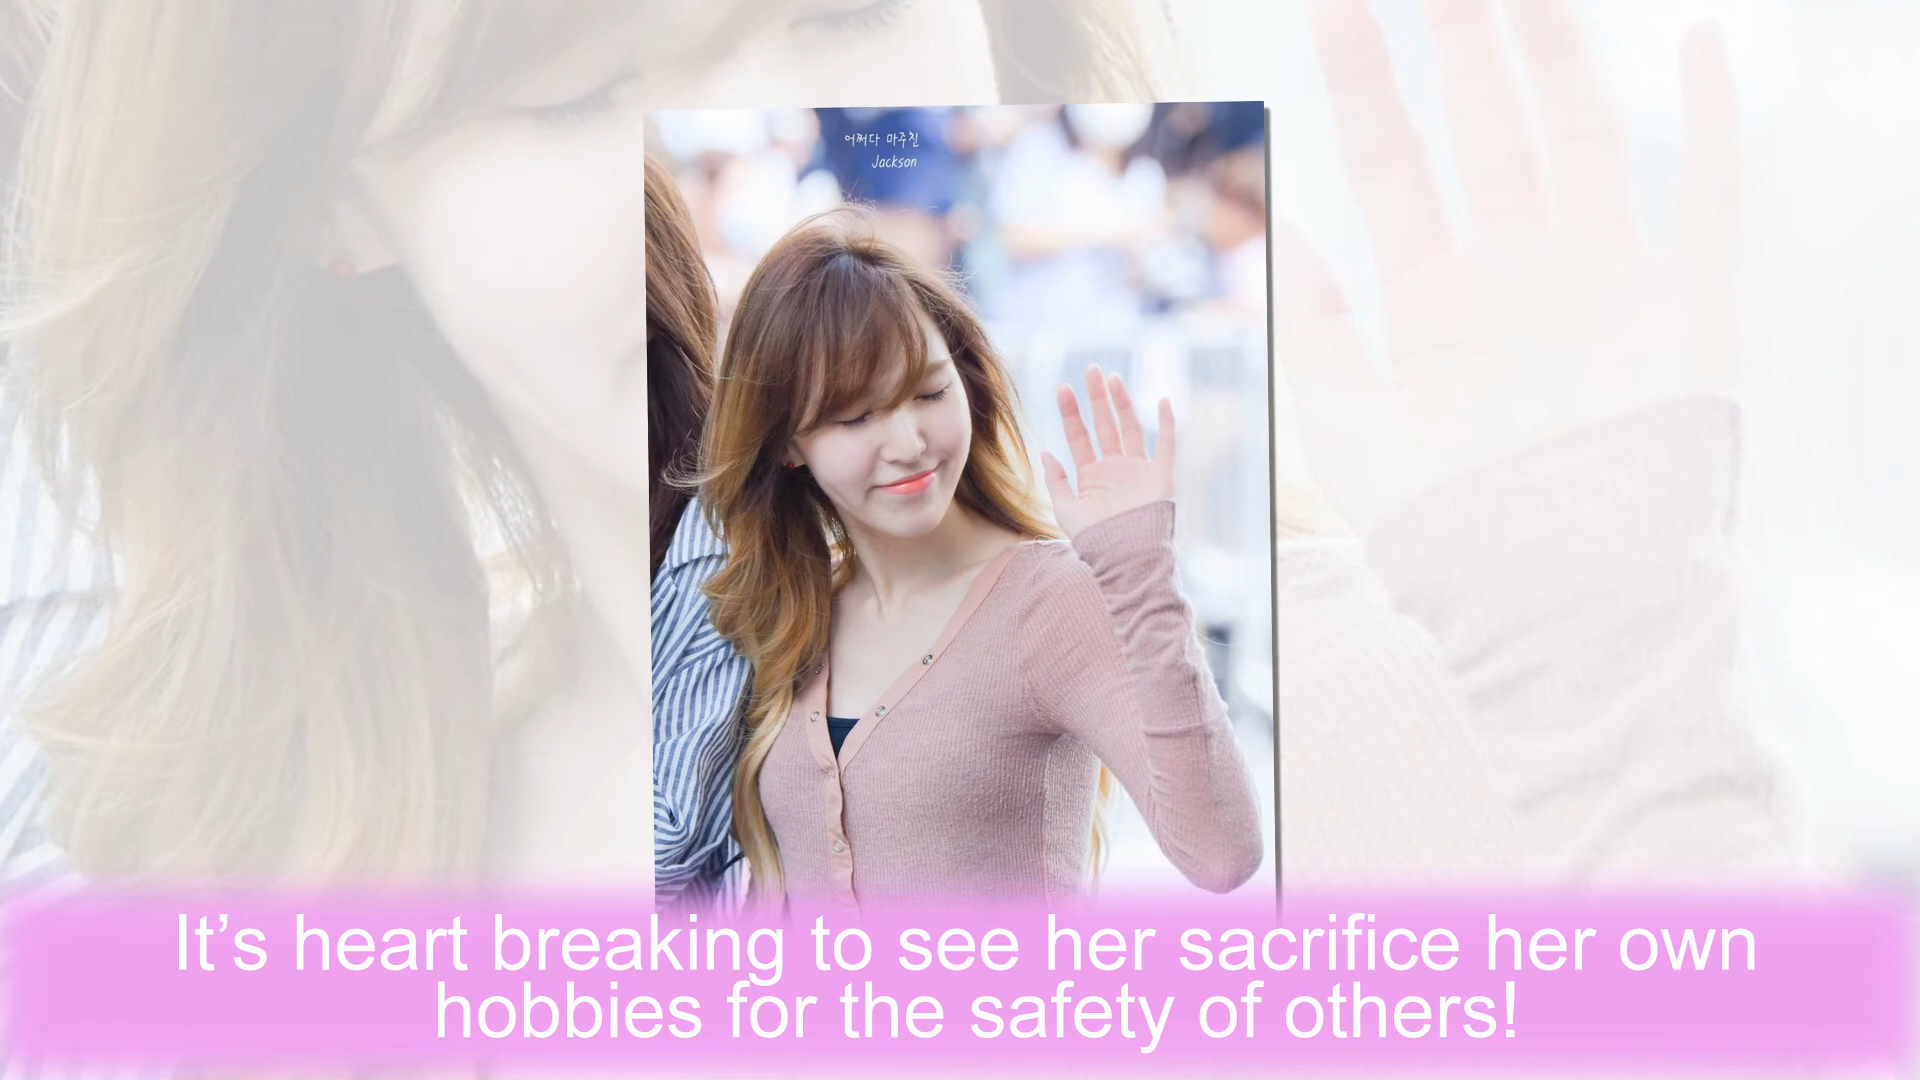 어쩌다 마주친
Jackson
It’s heart breaking to see her sacrifice her own
hobbies for the safety of others!